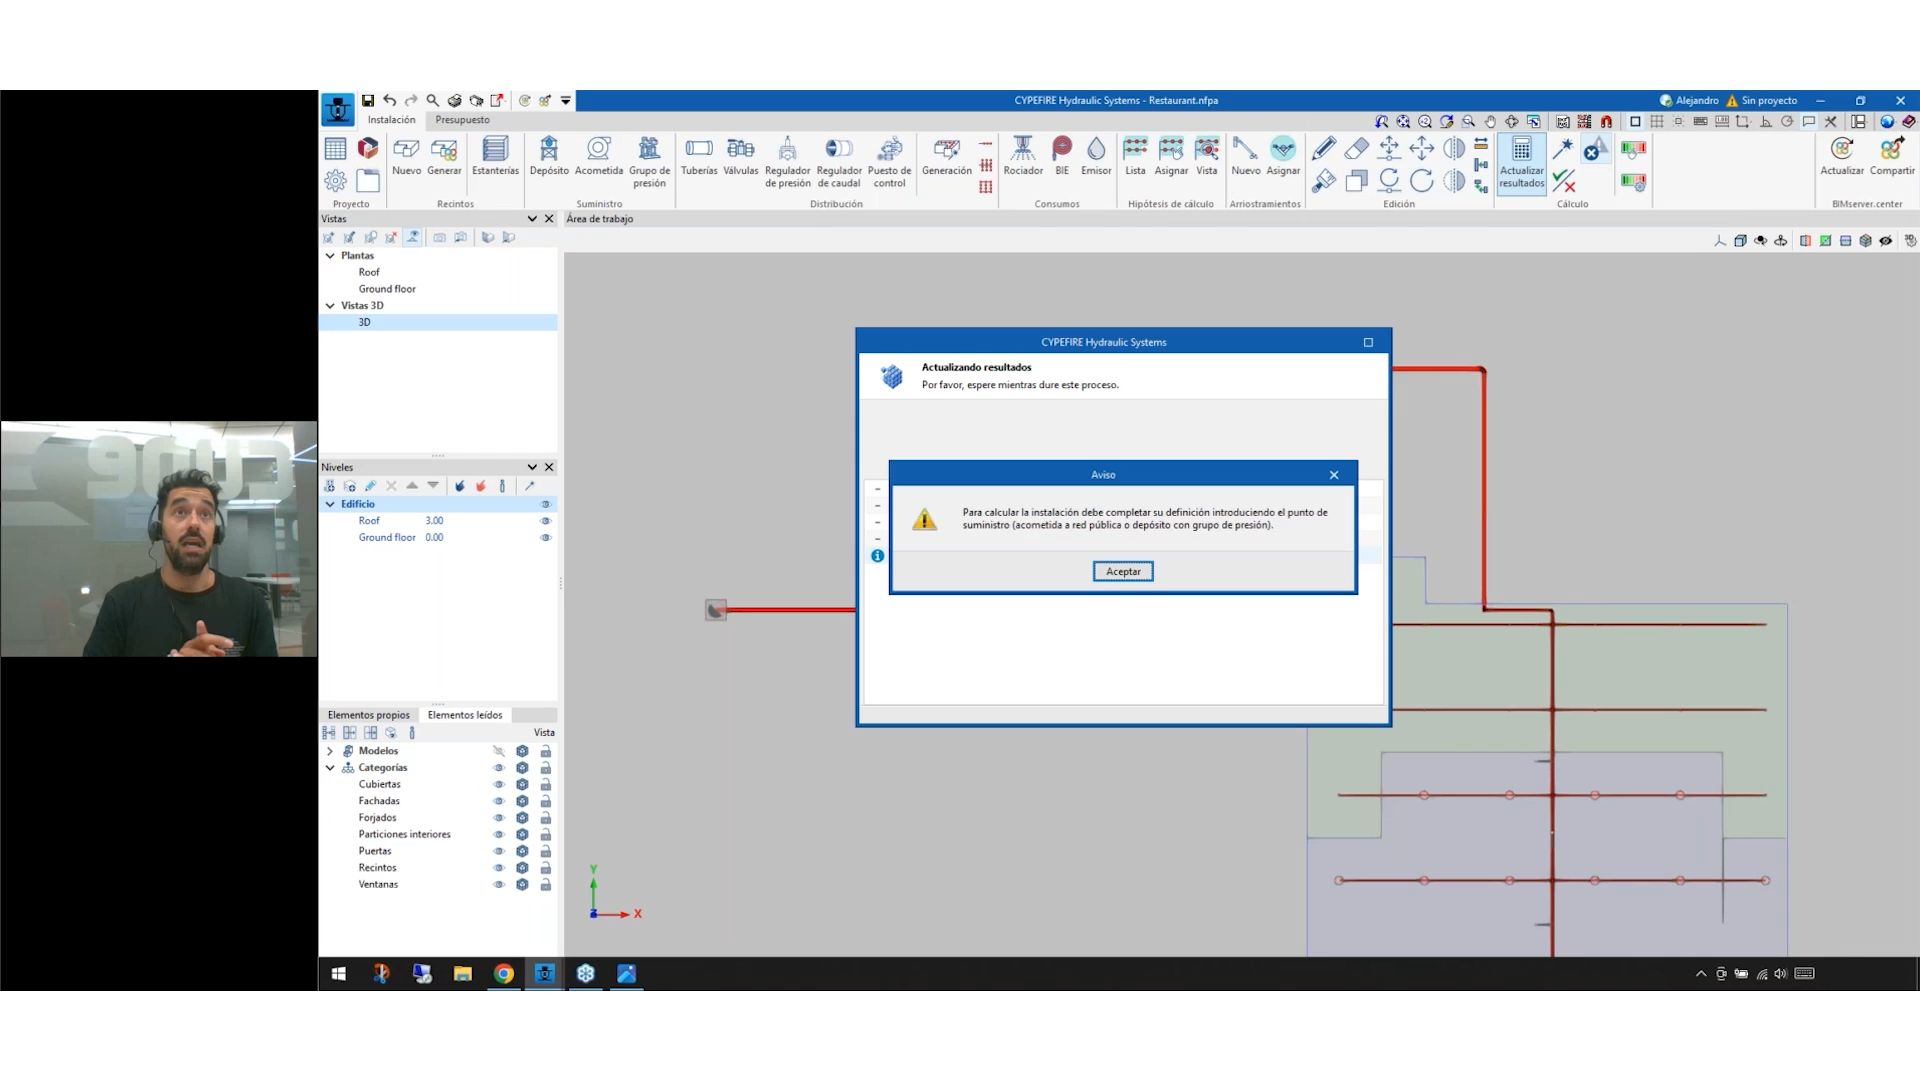 CYPEFIRE Hydraulic Systems - Restaurant.nfpa
Alejandro
Sin proyecto
Instalación
Presupuesto
Nuevo
Generar
Estanterías
Depósito
Acometida
Grupo de
presión
Tuberías
Válvulas
Regulador
de presión
Regulador
de caudal
Puesto de
control
Generación
Rociador
BIE
Emisor
Lista
Asignar
Vista
Nuevo
Asignar
Actualizar
resultados
Actualizar
Compartir
Proyecto
Recintos
Suministro
Distribución
Consumos
Hipótesis de cálculo
Arriostramientos
Edición
Cálculo
BIMserver.center
Vistas
Área de trabajo
Plantas
Roof
Ground floor
Vistas 3D
3D
Niveles
Edificio
Roof 3.00
Ground floor 0.00
Elementos propios
Elementos leídos
Vista
Modelos
Categorías
Cubiertas
Fachadas
Forjados
Particiones interiores
Puertas
Recintos
Ventanas
CYPEFIRE Hydraulic Systems
Actualizando resultados
Por favor, espere mientras dure este proceso.
Aviso
Para calcular la instalación debe completar su definición introduciendo el punto de
suministro (acometida a red pública o depósito con grupo de presión).
Aceptar
Y
Z
X